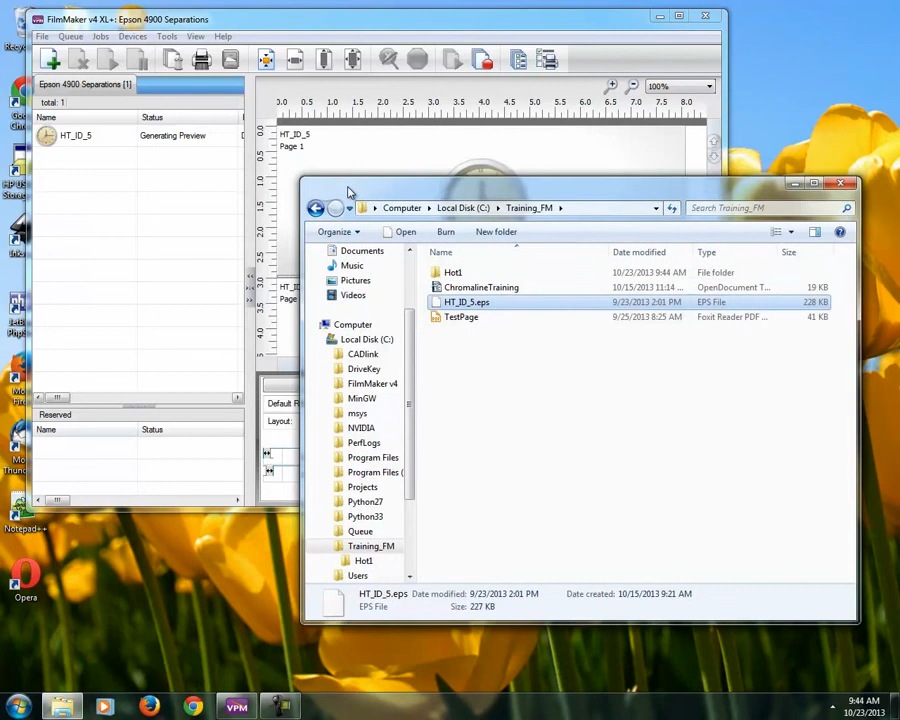 FilmMaker v4 XL+: Epson 4900 Separations
File Queue Jobs Devices Tools View Help
Epson 4900 Separations [1]
total: 1
Name Status
HT_ID_5 Generating Preview
100%
0.0 0.5 1.0 1.5 2.0 2.5 3.0 3.5 4.0 4.5 5.0 5.5 6.0 6.5 7.0 7.5 8.0
HT_ID_5
Page 1
Reserved
Name Status
HT_ID_5
Page
Default R
Layout:
Computer Local Disk (C:) Training_FM
Search Training_FM
Organize Open Burn New folder
Documents
Music
Pictures
Videos
Computer
Local Disk (C:)
CADlink
DriveKey
FilmMaker v4
MinGW
msys
NVIDIA
PerfLogs
Program Files
Program Files (
Projects
Python27
Python33
Queue
Training_FM
Hot1
Users
Name Date modified Type Size
Hot1 10/23/2013 9:44 AM File folder
ChromalineTraining 10/15/2013 11:14 ... OpenDocument T... 19 KB
HT_ID_5.eps 9/23/2013 2:01 PM EPS File 228 KB
TestPage 9/25/2013 8:25 AM Foxit Reader PDF ... 41 KB
HT_ID_5.eps Date modified: 9/23/2013 2:01 PM Date created: 10/15/2013 9:21 AM
EPS File Size: 227 KB
Notepad++
Opera
VPM
9:44 AM
10/23/2013